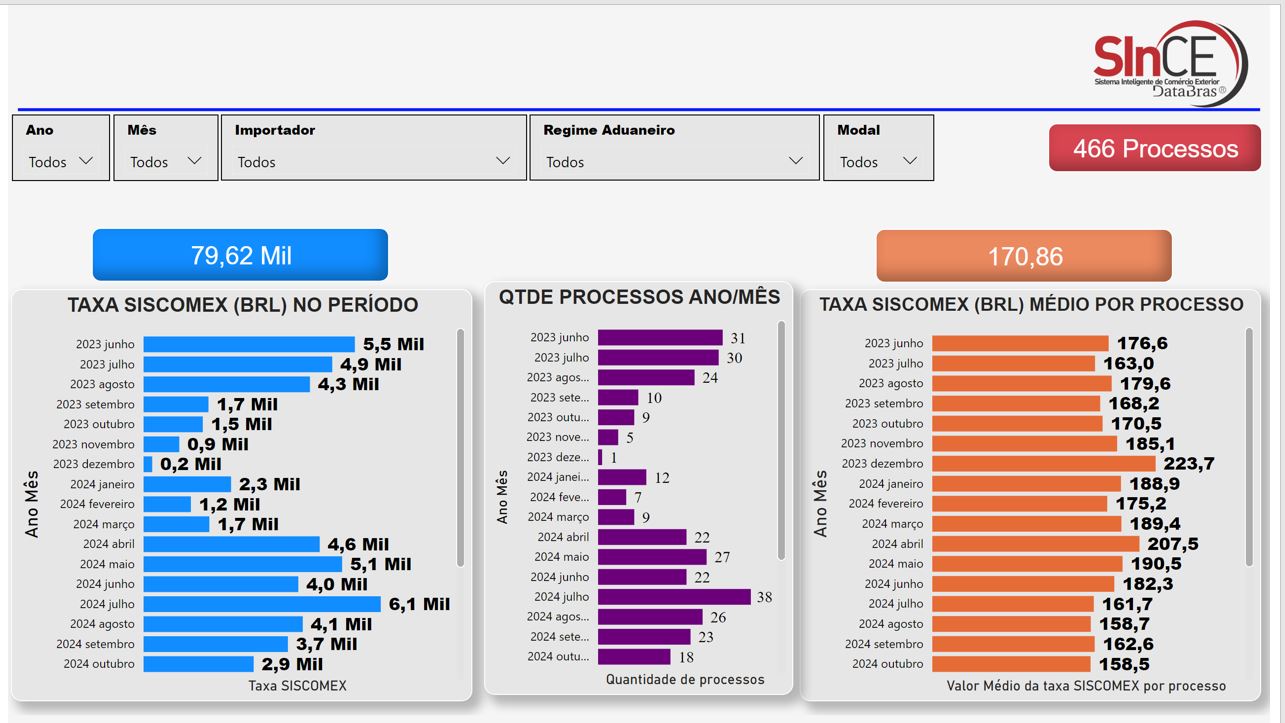 SInCE
Sistema Inteligente de Comércio Exterior
DataBras®
Ano
Todos
Mês
Todos
Importador
Todos
Regime Aduaneiro
Todos
Modal
Todos
466 Processos
79,62 Mil
TAXA SISCOMEX (BRL) NO PERÍODO
Ano Mês
2023 junho 5,5 Mil
2023 julho 4,9 Mil
2023 agosto 4,3 Mil
2023 setembro 1,7 Mil
2023 outubro 1,5 Mil
2023 novembro 0,9 Mil
2023 dezembro 0,2 Mil
2024 janeiro 2,3 Mil
2024 fevereiro 1,2 Mil
2024 março 1,7 Mil
2024 abril 4,6 Mil
2024 maio 5,1 Mil
2024 junho 4,0 Mil
2024 julho 6,1 Mil
2024 agosto 4,1 Mil
2024 setembro 3,7 Mil
2024 outubro 2,9 Mil
Taxa SISCOMEX
QTDE PROCESSOS ANO/MÊS
Ano Mês
2023 junho 31
2023 julho 30
2023 agos... 24
2023 sete... 10
2023 outu... 9
2023 nove... 5
2023 deze... 1
2024 janei... 12
2024 feve... 7
2024 março 9
2024 abril 22
2024 maio 27
2024 junho 22
2024 julho 38
2024 agos... 26
2024 sete... 23
2024 outu... 18
Quantidade de processos
170,86
TAXA SISCOMEX (BRL) MÉDIO POR PROCESSO
Ano Mês
2023 junho 176,6
2023 julho 163,0
2023 agosto 179,6
2023 setembro 168,2
2023 outubro 170,5
2023 novembro 185,1
2023 dezembro 223,7
2024 janeiro 188,9
2024 fevereiro 175,2
2024 março 189,4
2024 abril 207,5
2024 maio 190,5
2024 junho 182,3
2024 julho 161,7
2024 agosto 158,7
2024 setembro 162,6
2024 outubro 158,5
Valor Médio da taxa SISCOMEX por processo